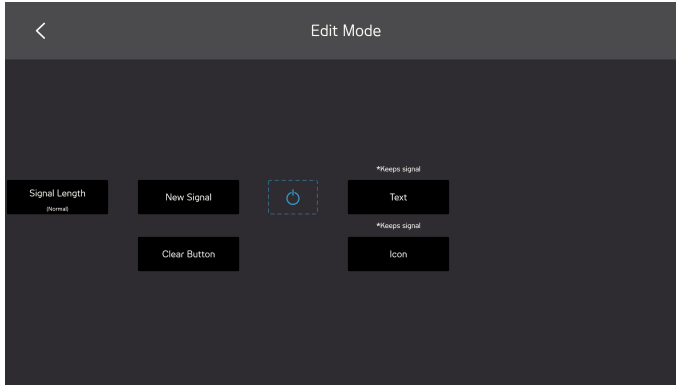 Edit Mode
*Keeps signal
Signal Length
(Normal)
New Signal
Text
*Keeps signal
Clear Button
Icon